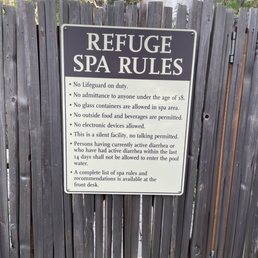 REFUGE
SPA RULES
• No Lifeguard on duty.
• No admittance to anyone under the age of 18.
• No glass containers are allowed in spa area.
• No outside food and beverages are permitted.
• No electronic devices allowed.
• This is a silent facility, no talking permitted.
• Persons having currently active diarrhea or
who have had active diarrhea within the last
14 days shall not be allowed to enter the pool
water.
• A complete list of spa rules and
recommendations is available at the
front desk.